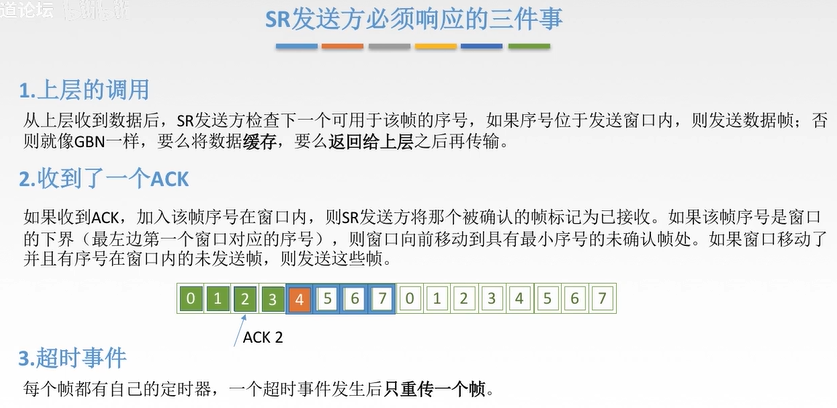 道论坛
SR发送方必须响应的三件事
1.上层的调用
从上层收到数据后，SR发送方检查下一个可用于该帧的序号，如果序号位于发送窗口内，则发送数据帧；否
则就像GBN一样，要么将数据缓存，要么返回给上层之后再传输。
2.收到了一个ACK
如果收到ACK，加入该帧序号在窗口内，则SR发送方将那个被确认的帧标记为已接收。如果该帧序号是窗口
的下界（最左边第一个窗口对应的序号），则窗口向前移动到具有最小序号的未确认帧处。如果窗口移动了
并且有序号在窗口内的未发送帧，则发送这些帧。
0 1 2 3 4 5 6 7 0 1 2 3 4 5 6 7
ACK 2
3.超时事件
每个帧都有自己的定时器，一个超时事件发生后只重传一个帧。